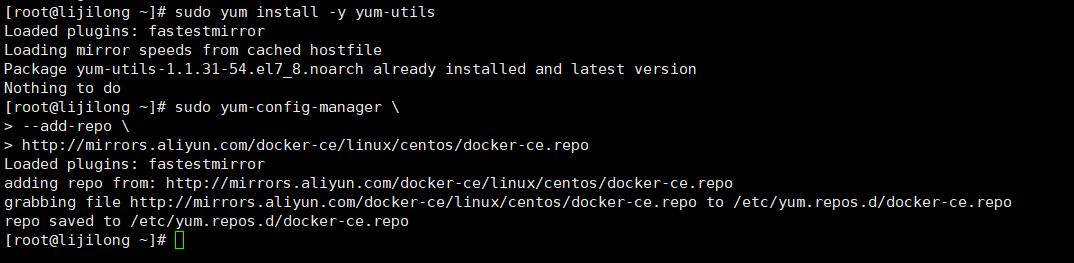 [root@lijilong ~]# sudo yum install -y yum-utils
Loaded plugins: fastestmirror
Loading mirror speeds from cached hostfile
Package yum-utils-1.1.31-54.el7_8.noarch already installed and latest version
Nothing to do
[root@lijilong ~]# sudo yum-config-manager \
> --add-repo \
> http://mirrors.aliyun.com/docker-ce/linux/centos/docker-ce.repo
Loaded plugins: fastestmirror
adding repo from: http://mirrors.aliyun.com/docker-ce/linux/centos/docker-ce.repo
grabbing file http://mirrors.aliyun.com/docker-ce/linux/centos/docker-ce.repo to /etc/yum.repos.d/docker-ce.repo
repo saved to /etc/yum.repos.d/docker-ce.repo
[root@lijilong ~]#